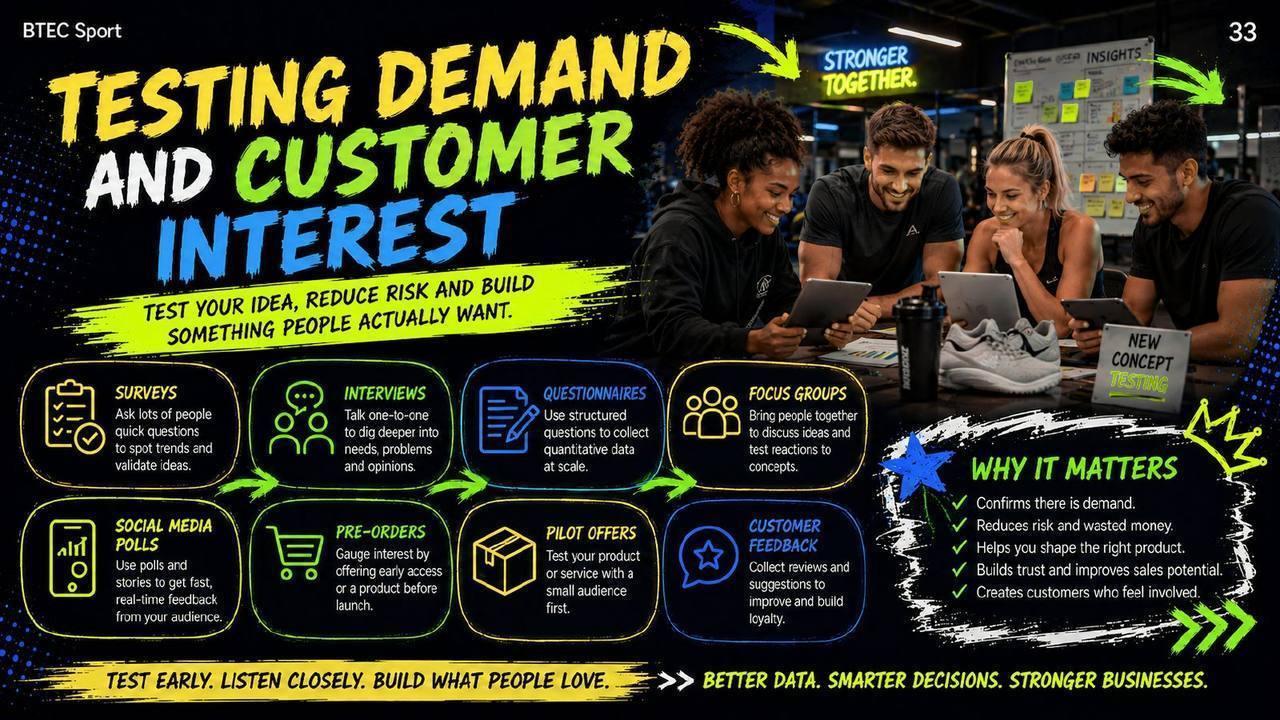 BTEC Sport
33
TESTING DEMAND
AND CUSTOMER
INTEREST
TEST YOUR IDEA, REDUCE RISK AND BUILD
SOMETHING PEOPLE ACTUALLY WANT.
STRONGER
TOGETHER.
INSIGHTS
NEW
CONCEPT
TESTING
SURVEYS
Ask lots of people
quick questions
to spot trends and
validate ideas.
INTERVIEWS
Talk one-to-one
to dig deeper into
needs, problems
and opinions.
QUESTIONNAIRES
Use structured
questions to collect
quantitative data
at scale.
FOCUS GROUPS
Bring people together
to discuss ideas and
test reactions to
concepts.
SOCIAL MEDIA
POLLS
Use polls and
stories to get fast,
real-time feedback
from your audience.
PRE-ORDERS
Gauge interest by
offering early access
or a product before
launch.
PILOT OFFERS
Test your product
or service with a
small audience
first.
CUSTOMER
FEEDBACK
Collect reviews and
suggestions to
improve and build
loyalty.
WHY IT MATTERS
Confirms there is demand.
Reduces risk and wasted money.
Helps you shape the right product.
Builds trust and improves sales potential.
Creates customers who feel involved.
TEST EARLY. LISTEN CLOSELY. BUILD WHAT PEOPLE LOVE.
BETTER DATA. SMARTER DECISIONS. STRONGER BUSINESSES.